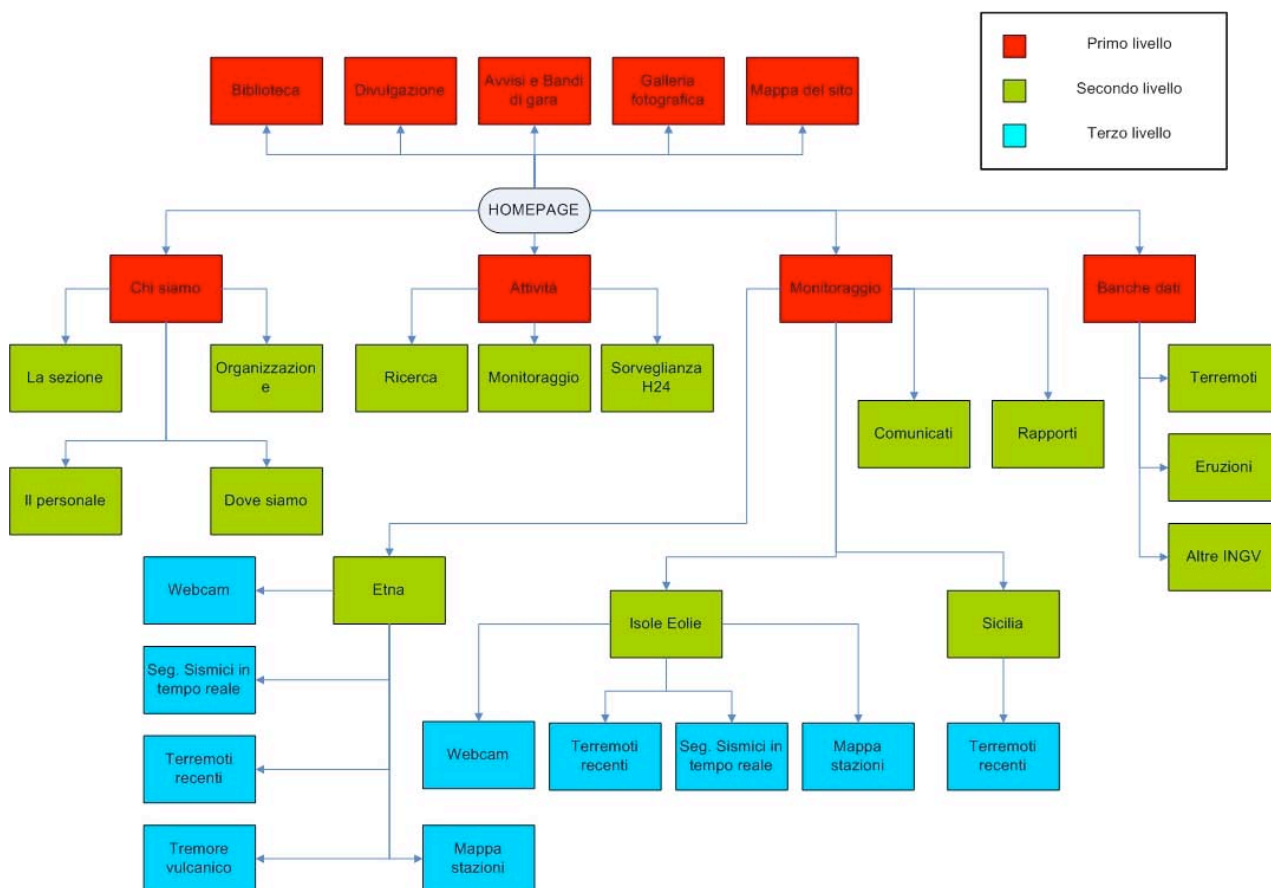 Primo livello
Secondo livello
Terzo livello
Biblioteca
Divulgazione
Avvisi e Bandi
di gara
Galleria
fotografica
Mappa del sito
HOMEPAGE
Chi siamo
Attività
Monitoraggio
Banche dati
La sezione
Organizzazion
e
Ricerca
Monitoraggio
Sorveglianza
H24
Terremoti
Comunicati
Rapporti
Il personale
Dove siamo
Eruzioni
Altre INGV
Webcam
Etna
Isole Eolie
Sicilia
Seg. Sismici in
tempo reale
Terremoti
recenti
Webcam
Terremoti
recenti
Seg. Sismici in
tempo reale
Mappa
stazioni
Terremoti
recenti
Tremore
vulcanico
Mappa
stazioni